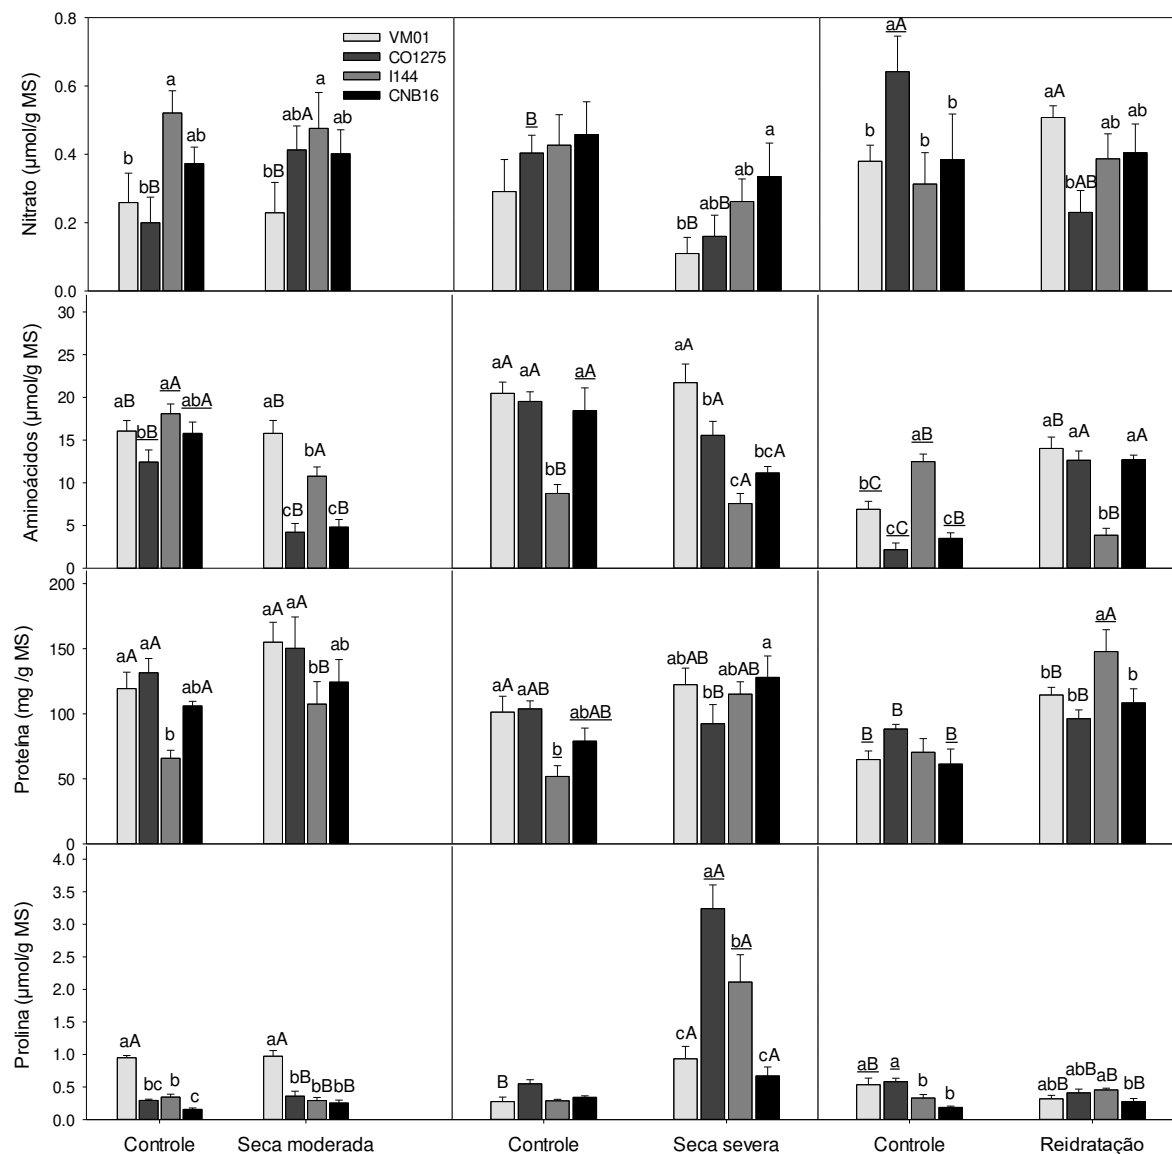 Nitrato (µmol/g MS)
0.8
0.6
0.4
0.2
0.0
VM01
CO1275
I144
CNB16
b
bB
a
ab
bB
abA
a
ab
B
bB
abB
ab
a
b
aA
b
b
aA
bAB
ab
ab
Aminoácidos (µmol/g MS)
30
25
20
15
10
5
0
aB
bB
aA
abA
aB
cB
bA
cB
aA
aA
bB
aA
aA
bA
cA
bcA
bC
cC
aB
cB
aB
aA
bB
aA
Proteína (mg /g MS)
200
150
100
50
0
aA
aA
b
abA
aA
aA
bB
ab
aA
aAB
b
abAB
abAB
bB
abAB
a
B
B
B
bB
bB
aA
b
Prolina (µmol/g MS)
4.0
3.5
3.0
2.5
2.0
1.5
1.0
0.5
0.0
aA
bc
b
c
aA
bB
bB
bB
B
cA
aA
bA
cA
aB
a
b
b
abB
abB
aB
bB
Controle
Seca moderada
Controle
Seca severa
Controle
Reidratação